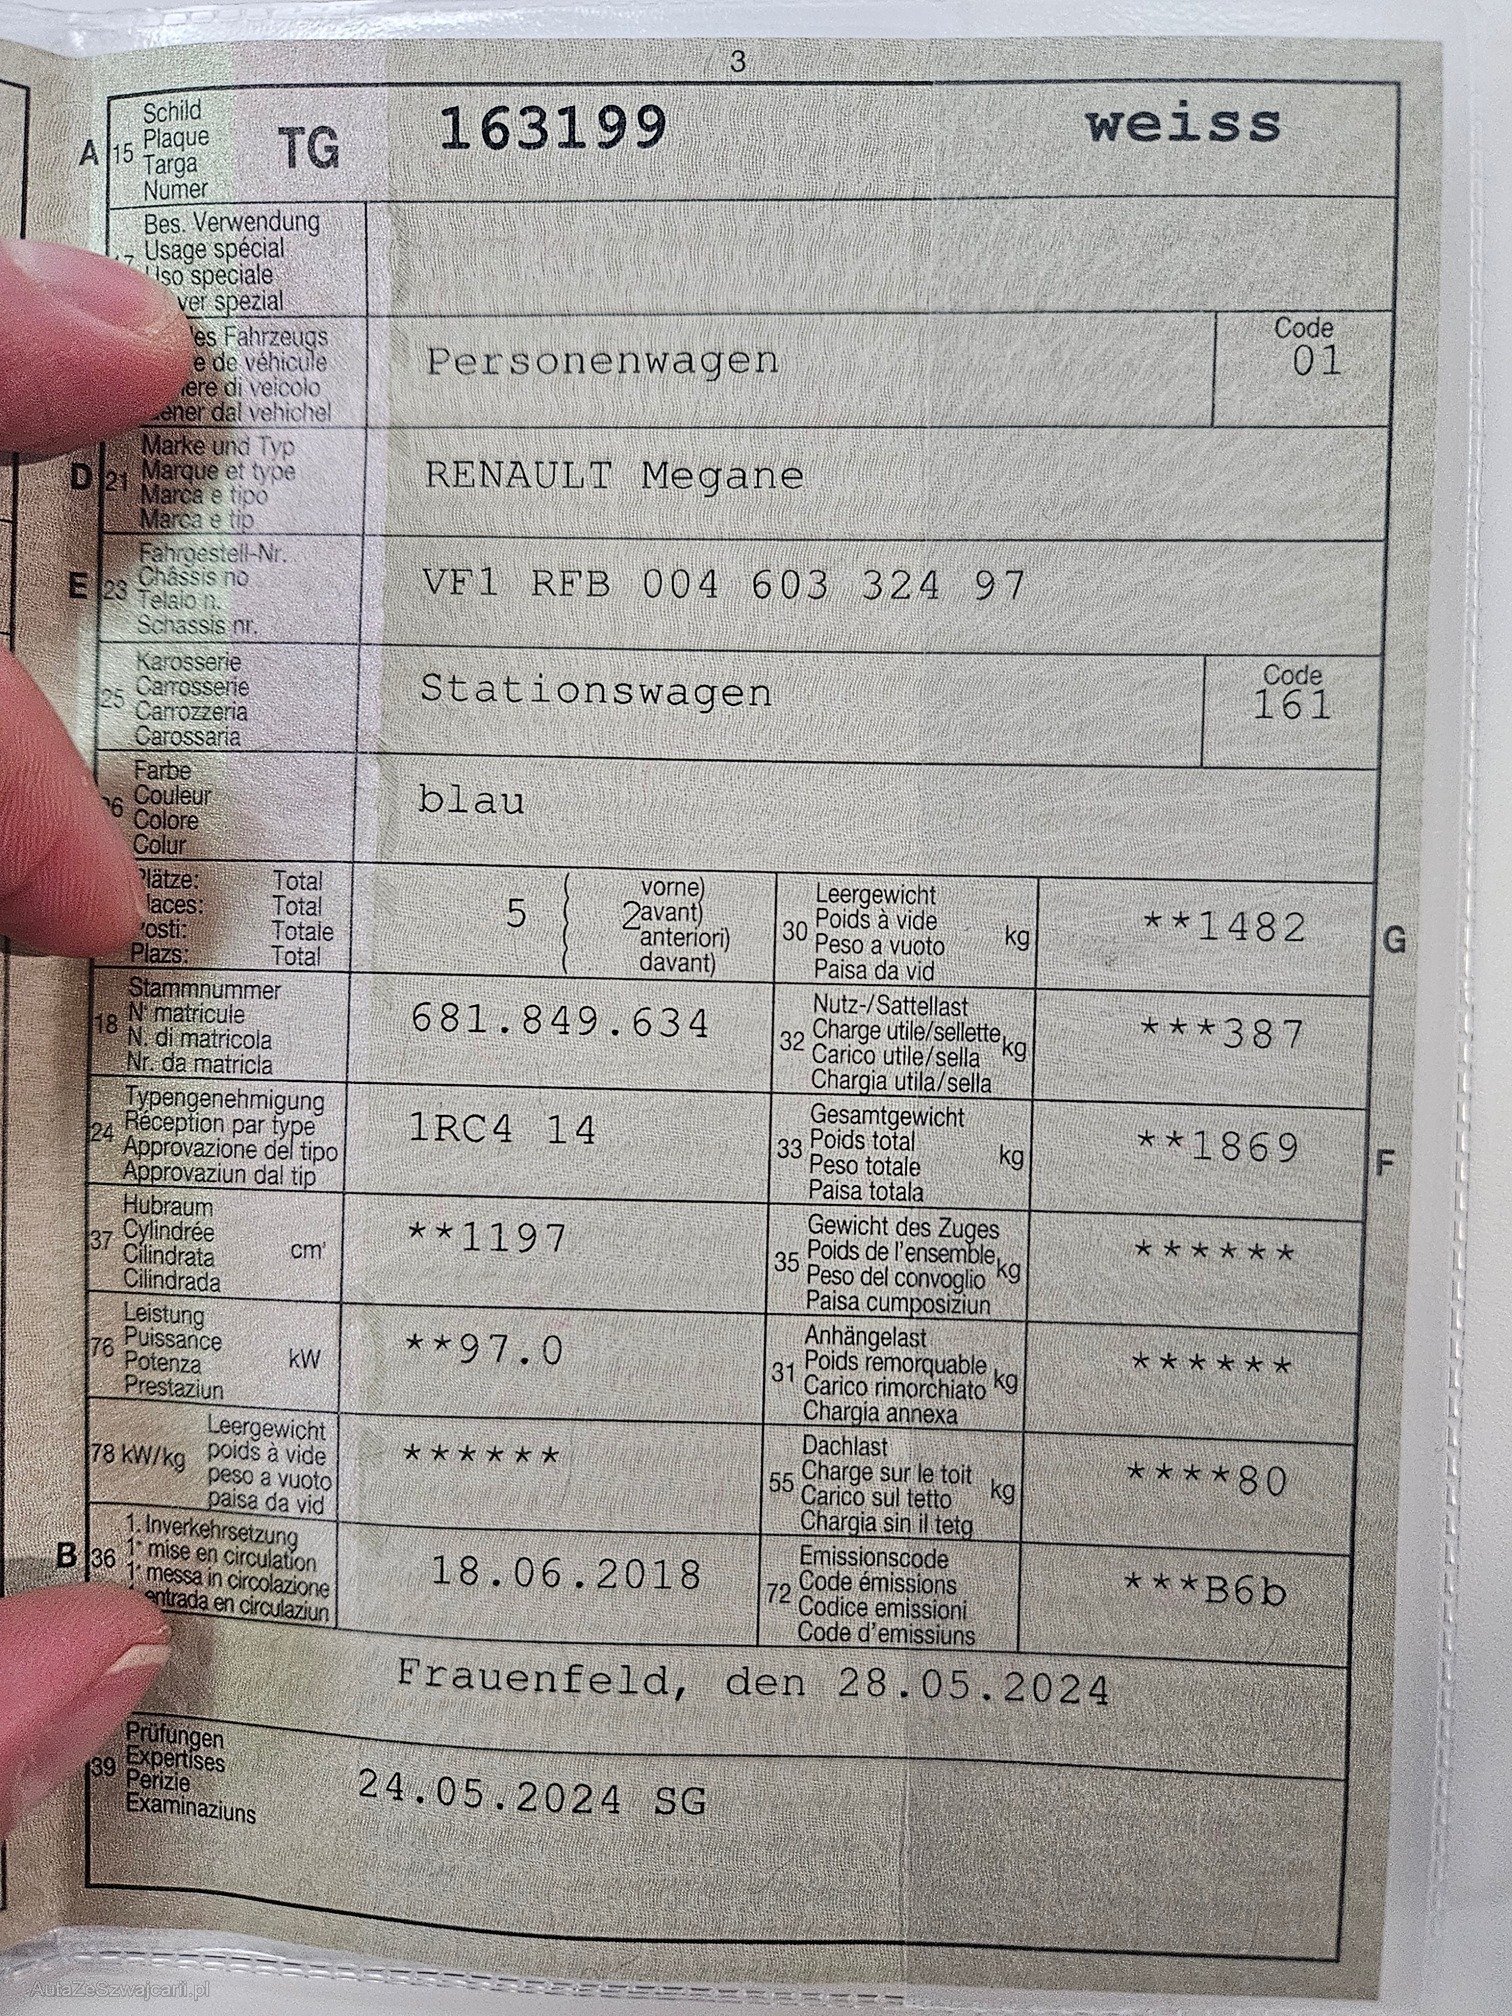 3
A 15 Schild
Plaque
Targa
Numer
TG 163199 weiss
Bes. Verwendung
Usage spécial
Uso speciale
spezial
Fahrzeugs
de véhicule
di veicolo
dal vehichel
Personenwagen
Code
01
D 21 Marke und Typ
Marque et type
Marca e tipo
Marca e tip
RENAULT Megane
E 23 Fahrgestell-Nr.
Châssis no
Telaio n.
Schassis nr.
VF1 RFB 004 603 324 97
25 Karosserie
Carrosserie
Carrozzeria
Carossaria
Stationswagen
Code
161
Farbe
Couleur
Colore
Colur
blau
Plätze: Total
Places: Total
Posti: Totale
Plazs: Total
5 ( 2 vorne)
avant)
anteriori)
davant)
30 Leergewicht
Poids à vide
Peso a vuoto kg
Paisa da vid
**1482 G
18 Stammnummer
N° matricule
N. di matricola
Nr. da matricla
681.849.634
32 Nutz-/Sattellast
Charge utile/sellette kg
Carico utile/sella
Chargia utila/sella
***387
24 Typengenehmigung
Réception par type
Approvazione del tipo
Approvaziun dal tip
1RC4 14
33 Gesamtgewicht
Poids total
Peso totale kg
Paisa totala
**1869 F
37 Hubraum
Cylindrée
Cilindrata cm³
Cilindrada
**1197
35 Gewicht des Zuges
Poids de l'ensemble kg
Peso del convoglio
Paisa cumposiziun
******
76 Leistung
Puissance
Potenza kW
Prestaziun
**97.0
31 Anhängelast
Poids remorquable kg
Carico rimorchiato
Chargia annexa
******
78 kW/kg Leergewicht
poids à vide
peso a vuoto
paisa da vid
******
55 Dachlast
Charge sur le toit kg
Carico sul tetto
Chargia sin il tetg
****80
B 36 1. Inverkehrsetzung
1° mise en circulation
1° messa in circolazione
entrada en circulaziun
18.06.2018
72 Emissionscode
Code émissions
Codice emissioni
Code d'emissiuns
***B6b
Frauenfeld, den 28.05.2024
39 Prüfungen
Expertises
Perizie
Examinaziuns
24.05.2024 SG
AutaZeSzwajcarii.pl